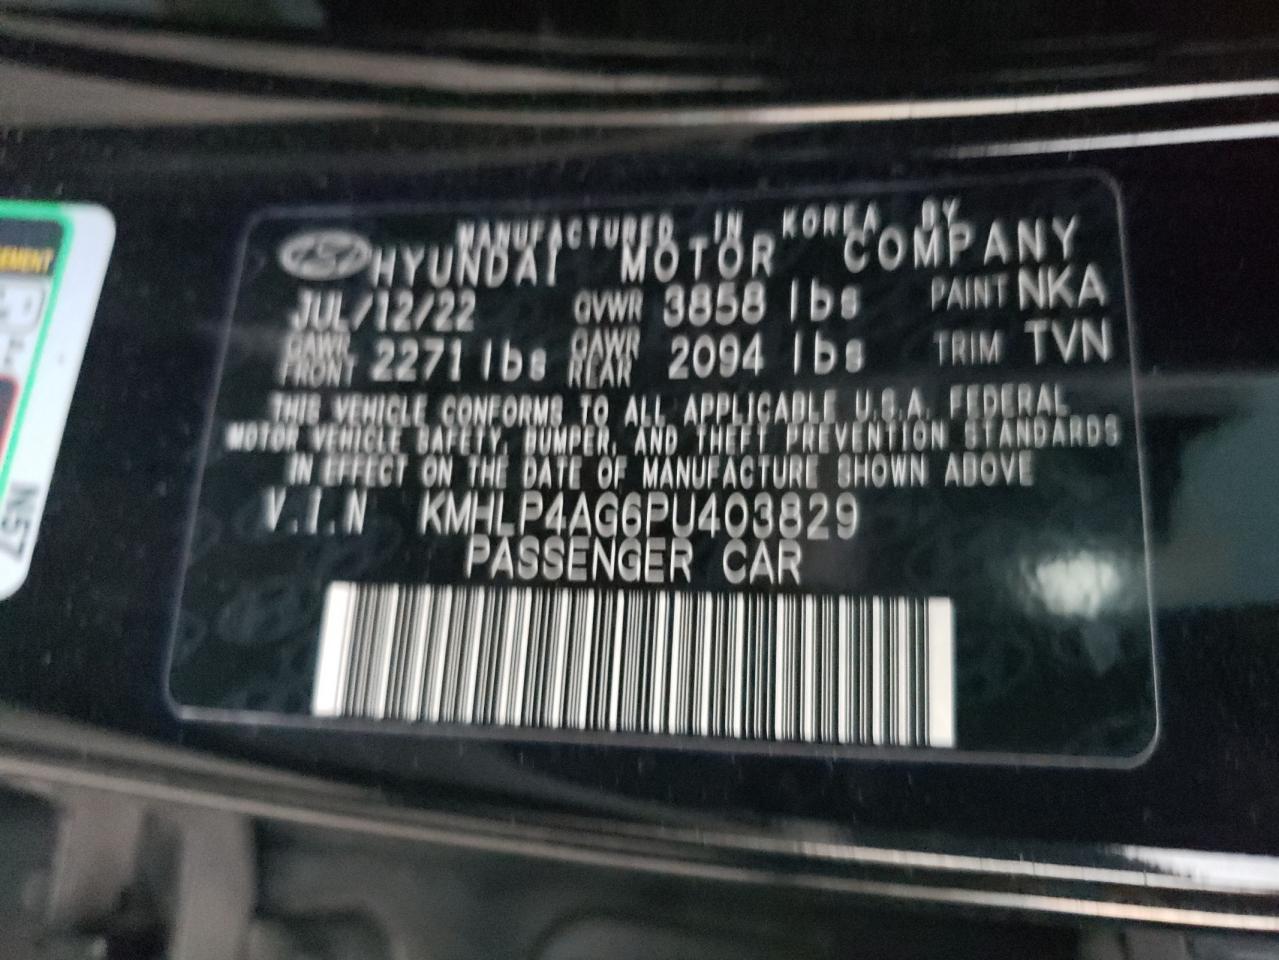 MANUFACTURED IN KOREA BY
HYUNDAI MOTOR COMPANY
JUL/12/22 GVWR 3858 lbs PAINT NKA
GAWR FRONT 2271 lbs GAWR REAR 2094 lbs TRIM TVN
THIS VEHICLE CONFORMS TO ALL APPLICABLE U.S.A. FEDERAL
MOTOR VEHICLE SAFETY, BUMPER, AND THEFT PREVENTION STANDARDS
IN EFFECT ON THE DATE OF MANUFACTURE SHOWN ABOVE
V.I.N KMHLP4AG6PU403829
PASSENGER CAR
N57